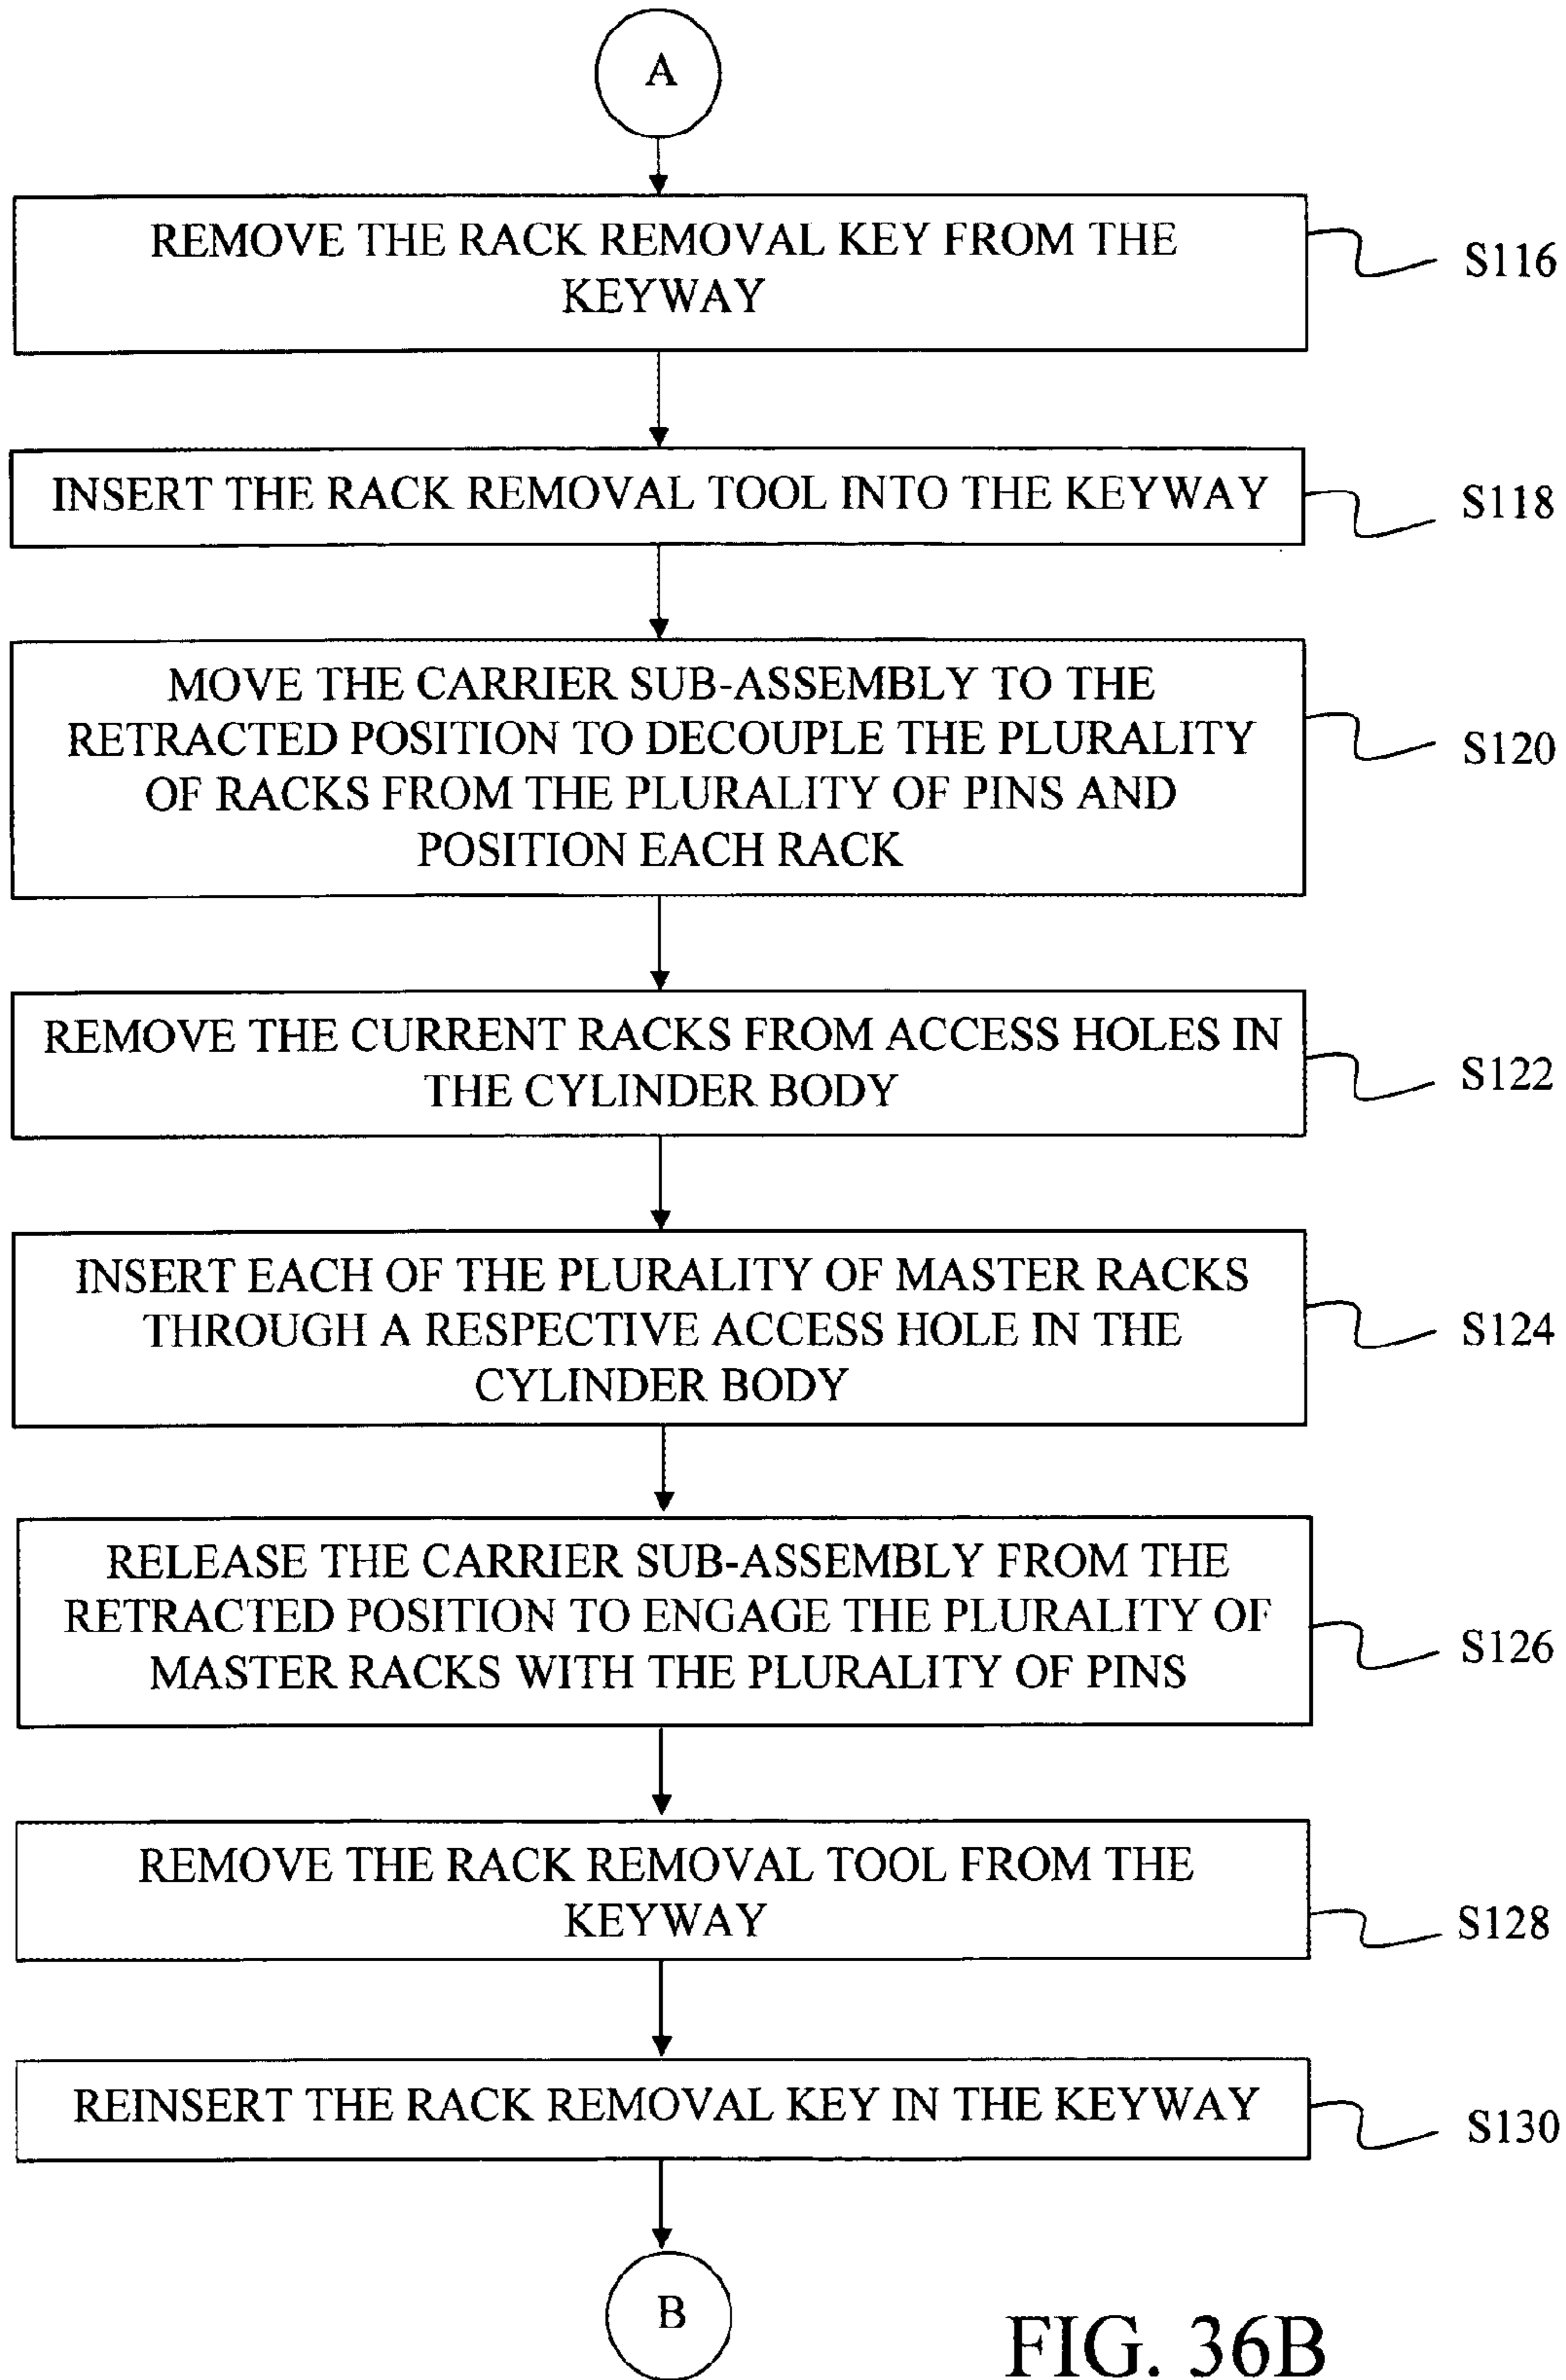 A
REMOVE THE RACK REMOVAL KEY FROM THE
KEYWAY
S116
INSERT THE RACK REMOVAL TOOL INTO THE KEYWAY
S118
MOVE THE CARRIER SUB-ASSEMBLY TO THE
RETRACTED POSITION TO DECOUPLE THE PLURALITY
OF RACKS FROM THE PLURALITY OF PINS AND
POSITION EACH RACK
S120
REMOVE THE CURRENT RACKS FROM ACCESS HOLES IN
THE CYLINDER BODY
S122
INSERT EACH OF THE PLURALITY OF MASTER RACKS
THROUGH A RESPECTIVE ACCESS HOLE IN THE
CYLINDER BODY
S124
RELEASE THE CARRIER SUB-ASSEMBLY FROM THE
RETRACTED POSITION TO ENGAGE THE PLURALITY OF
MASTER RACKS WITH THE PLURALITY OF PINS
S126
REMOVE THE RACK REMOVAL TOOL FROM THE
KEYWAY
S128
REINSERT THE RACK REMOVAL KEY IN THE KEYWAY
S130
B
FIG. 36B